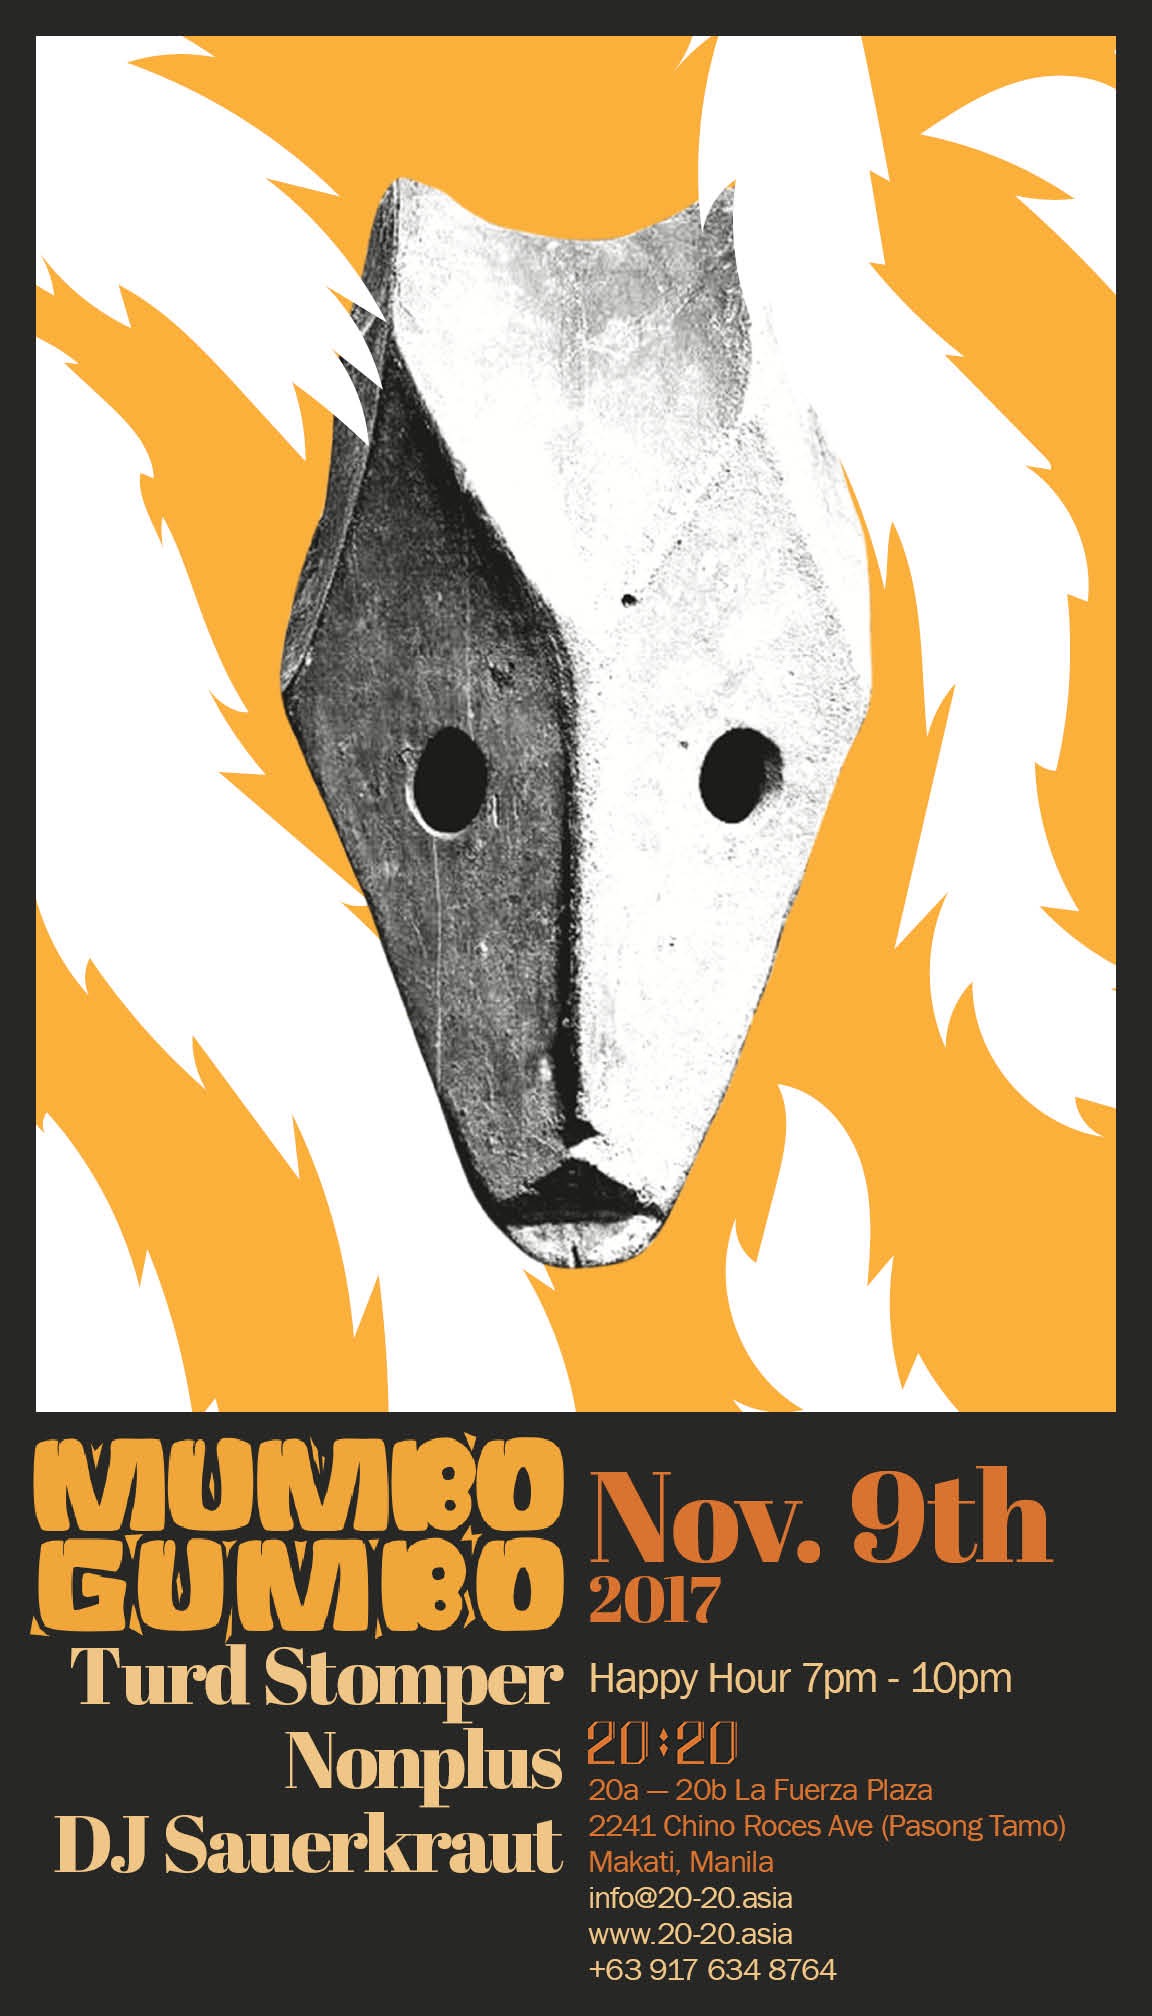 MUMBO
GUMBO
Turd Stomper
Nonplus
DJ Sauerkraut
Nov. 9th
2017
Happy Hour 7pm - 10pm
20:20
20a — 20b La Fuerza Plaza
2241 Chino Roces Ave (Pasong Tamo)
Makati, Manila
info@20-20.asia
www.20-20.asia
+63 917 634 8764